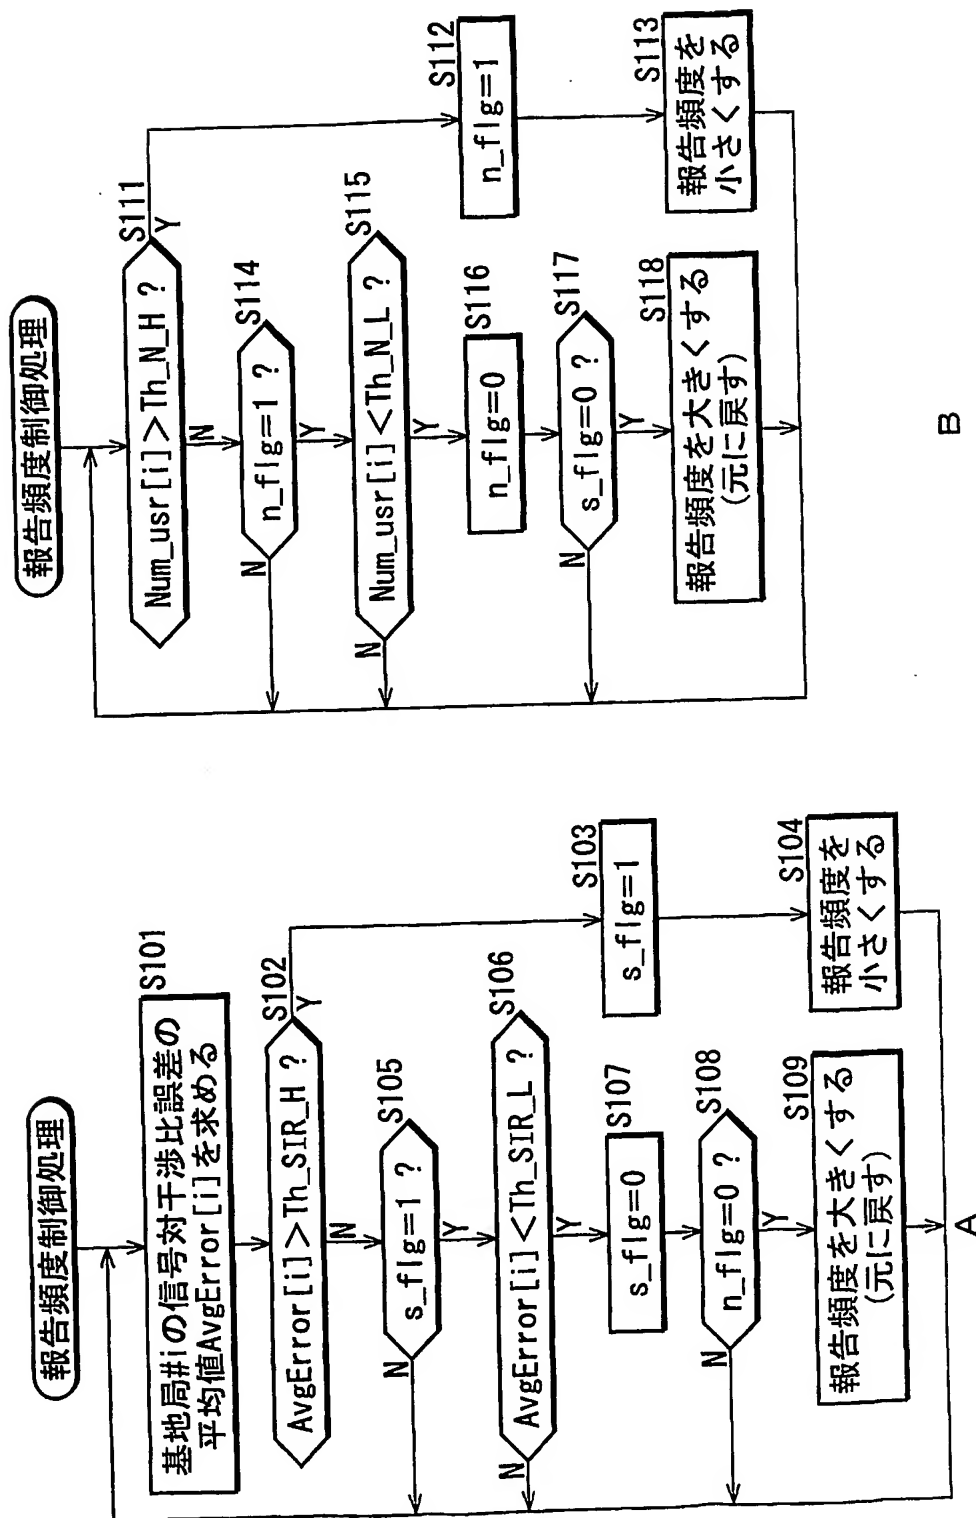 報告頻度制御処理
基地局#iの信号対干渉比誤差の
平均値AvgError[i]を求める
S101
AvgError[i]>Th_SIR_H ?
S102
Y
N
s_flg=1
S103
報告頻度を
小さくする
S104
s_flg=1 ?
S105
N
Y
AvgError[i]<Th_SIR_L ?
S106
N
Y
s_flg=0
S107
n_flg=0 ?
S108
N
Y
報告頻度を大きくする
(元に戻す)
S109
A
報告頻度制御処理
Num_usr[i]>Th_N_H ?
S111
Y
N
n_flg=1
S112
報告頻度を
小さくする
S113
n_flg=1 ?
S114
N
Y
Num_usr[i]<Th_N_L ?
S115
N
Y
n_flg=0
S116
s_flg=0 ?
S117
N
Y
報告頻度を大きくする
(元に戻す)
S118
B